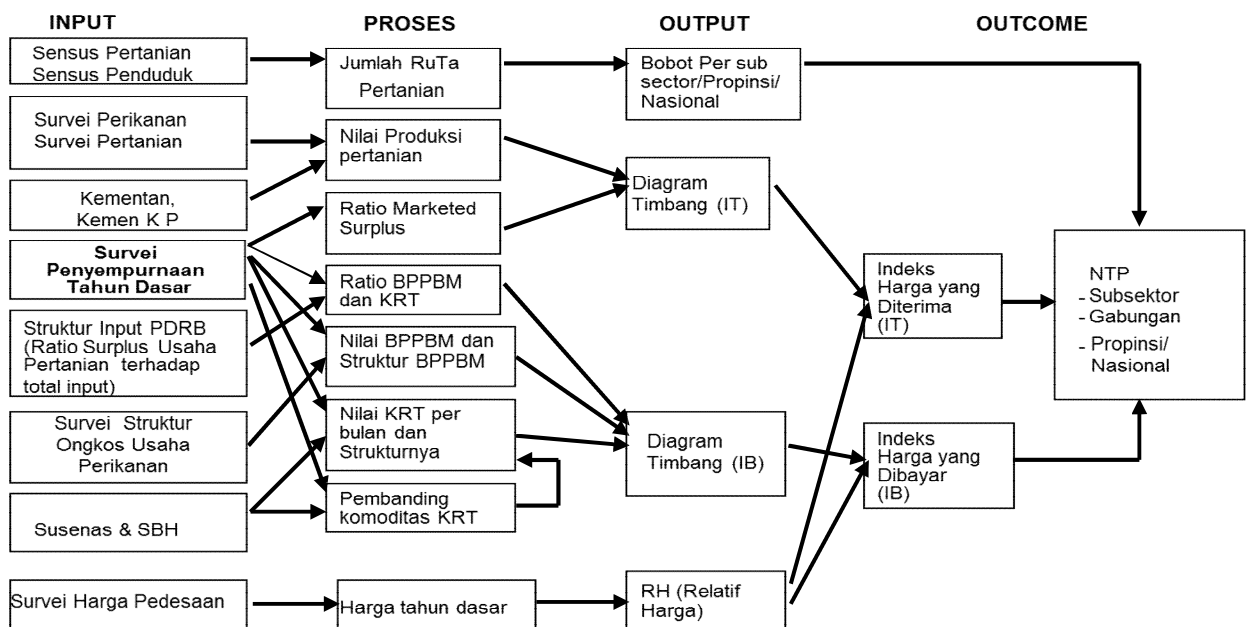 INPUT
PROSES
OUTPUT
OUTCOME
Sensus Pertanian
Sensus Penduduk
Survei Perikanan
Survei Pertanian
Kementan,
Kemen K P
Survei
Penyempurnaan
Tahun Dasar
Struktur Input PDRB
(Ratio Surplus Usaha
Pertanian terhadap
total input)
Survei Struktur
Ongkos Usaha
Perikanan
Susenas & SBH
Survei Harga Pedesaan
Jumlah RuTa
Pertanian
Nilai Produksi
pertanian
Ratio Marketed
Surplus
Ratio BPPBM
dan KRT
Nilai BPPBM dan
Struktur BPPBM
Nilai KRT per
bulan dan
Strukturnya
Pembanding
komoditas KRT
Harga tahun dasar
Bobot Per sub
sector/Propinsi/
Nasional
Diagram
Timbang (IT)
Diagram
Timbang (IB)
RH (Relatif
Harga)
Indeks
Harga yang
Diterima
(IT)
Indeks
Harga yang
Dibayar
(IB)
NTP
- Subsektor
- Gabungan
- Propinsi/
Nasional